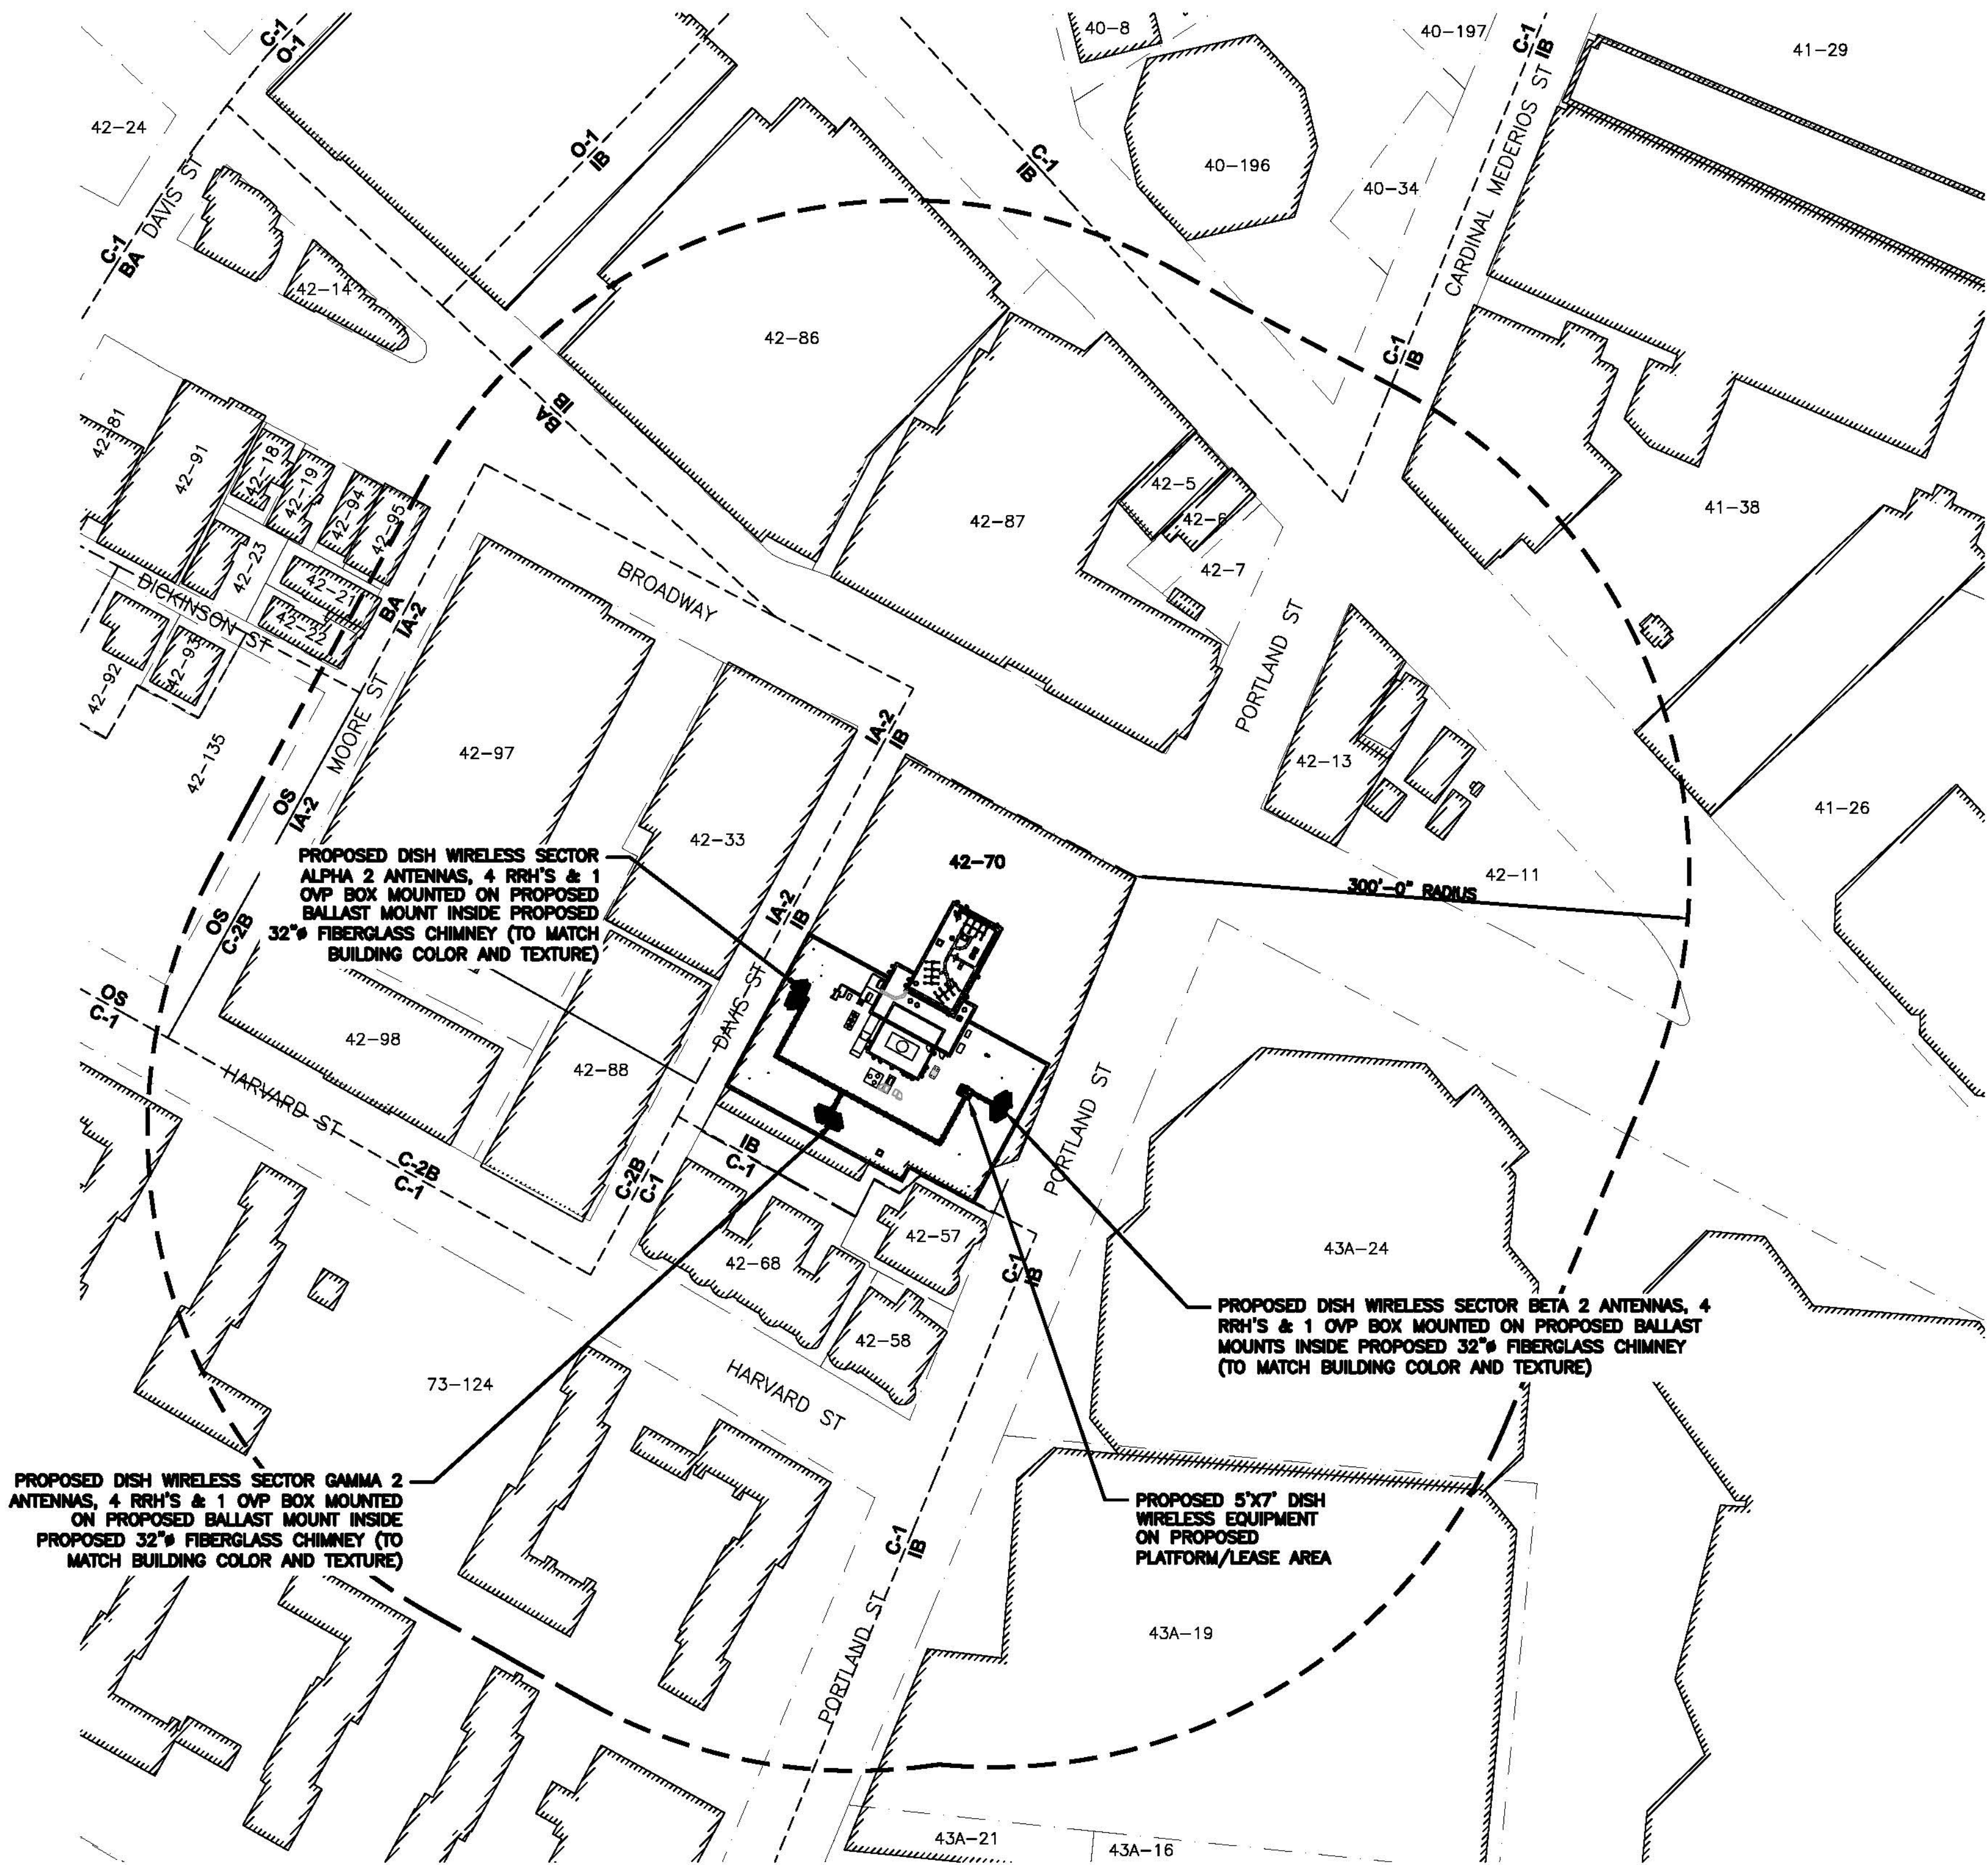 C-1
O-1
40-8
40-197
C-1
IB
41-29
42-24
O-1
IB
C-1
IB
40-196
40-34
CARDINAL MEDERIOS ST
DAVIS ST
C-1
BA
42-14
42-86
C-1
IB
BA
IB
42-81
42-91
42-18
42-19
42-94
42-95
42-5
42-6
42-87
41-38
42-23
42-21
42-7
BROADWAY
DICKINSON ST
BA
IA-2
42-22
42-93
42-92
PORTLAND ST
MOORE ST
IA-2
IB
42-135
42-97
42-13
OS
IA-2
41-26
42-33
PROPOSED DISH WIRELESS SECTOR
ALPHA 2 ANTENNAS, 4 RRH'S & 1
OVP BOX MOUNTED ON PROPOSED
BALLAST MOUNT INSIDE PROPOSED
32"ø FIBERGLASS CHIMNEY (TO MATCH
BUILDING COLOR AND TEXTURE)
42-70
42-11
300'-0" RADIUS
IA-2
IB
OS
C-2B
OS
C-1
DAVIS ST
42-98
42-88
HARVARD ST
PORTLAND ST
IB
C-1
C-2B
C-1
C-2B
C-1
42-57
42-68
43A-24
C-1
IB
PROPOSED DISH WIRELESS SECTOR BETA 2 ANTENNAS, 4
RRH'S & 1 OVP BOX MOUNTED ON PROPOSED BALLAST
MOUNTS INSIDE PROPOSED 32"ø FIBERGLASS CHIMNEY
(TO MATCH BUILDING COLOR AND TEXTURE)
42-58
73-124
HARVARD ST
PROPOSED DISH WIRELESS SECTOR GAMMA 2
ANTENNAS, 4 RRH'S & 1 OVP BOX MOUNTED
ON PROPOSED BALLAST MOUNT INSIDE
PROPOSED 32"ø FIBERGLASS CHIMNEY (TO
MATCH BUILDING COLOR AND TEXTURE)
PROPOSED 5'X7' DISH
WIRELESS EQUIPMENT
ON PROPOSED
PLATFORM/LEASE AREA
C-1
IB
PORTLAND ST
43A-19
43A-21
43A-16